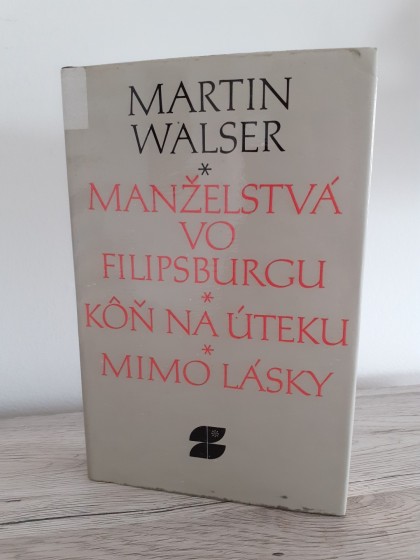 MARTIN
WALSER
*
MANŽELSTVÁ
VO
FILIPSBURGU
*
KÔŇ NA ÚTEKU
*
MIMO LÁSKY